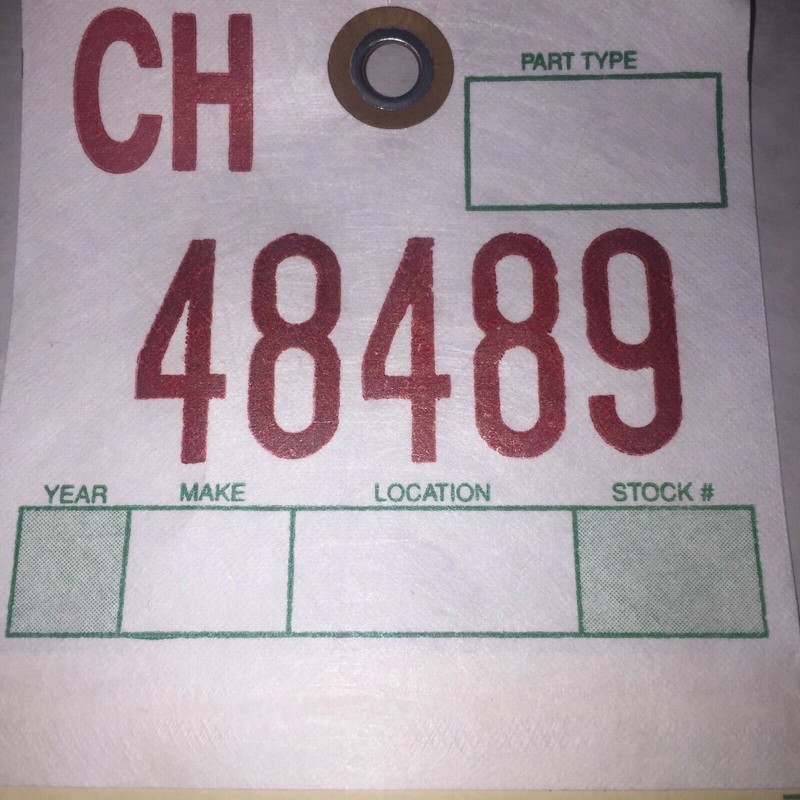 CH
PART TYPE
48489
YEAR MAKE LOCATION STOCK #